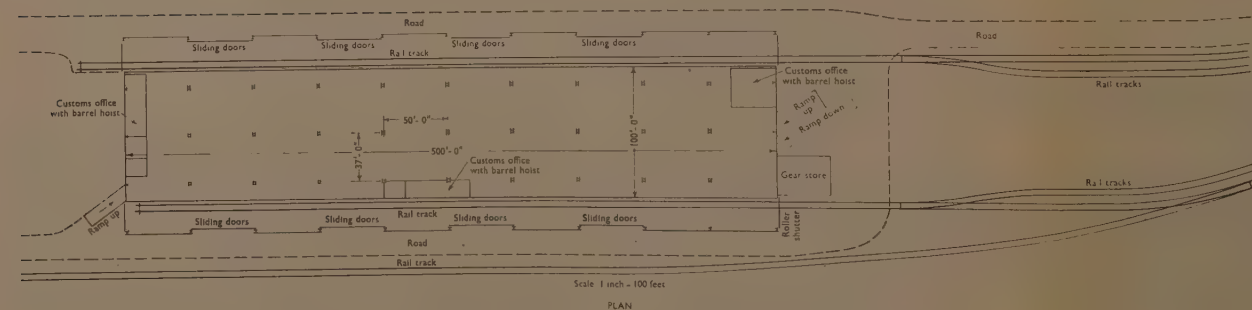 Road
Sliding doors
Sliding doors
Sliding doors
Sliding doors
Rail track
Road
Customs office
with barrel hoist
Customs office
with barrel hoist
Ramp
up
Ramp down
Rail tracks
50'-0"
37'-0"
500'-0"
100'-0"
Customs office
with barrel hoist
Gear store
Rail tracks
Ramp up
Sliding doors
Sliding doors
Rail track
Sliding doors
Sliding doors
Roller
shutter
Road
Rail track
Scale 1 inch = 100 feet
PLAN